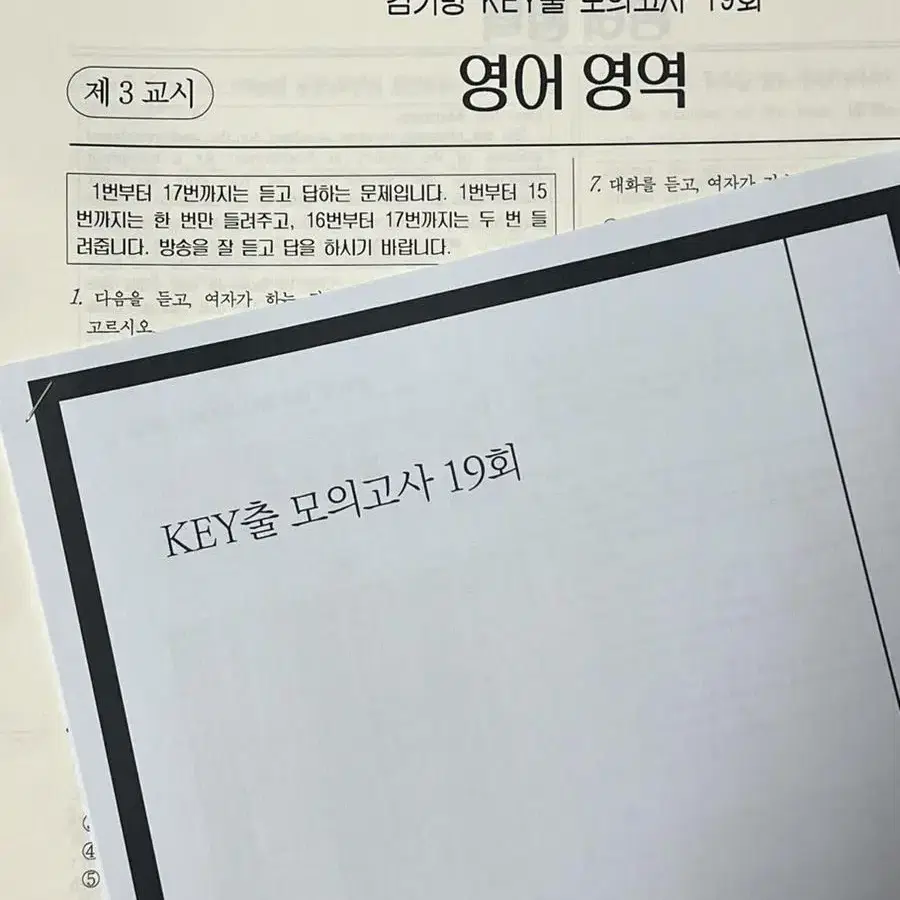 KEY출 모의고사 19회
영어 영역
제 3 교시
1번부터 17번까지는 듣고 답하는 문제입니다. 1번부터 15
번까지는 한 번만 들려주고, 16번부터 17번까지는 두 번 들
려줍니다. 방송을 잘 듣고 답을 하시기 바랍니다.
1. 다음을 듣고, 여자가 하는
고르시오
7. 대화를 듣고, 여자가
KEY출 모의고사 19회
④
⑤